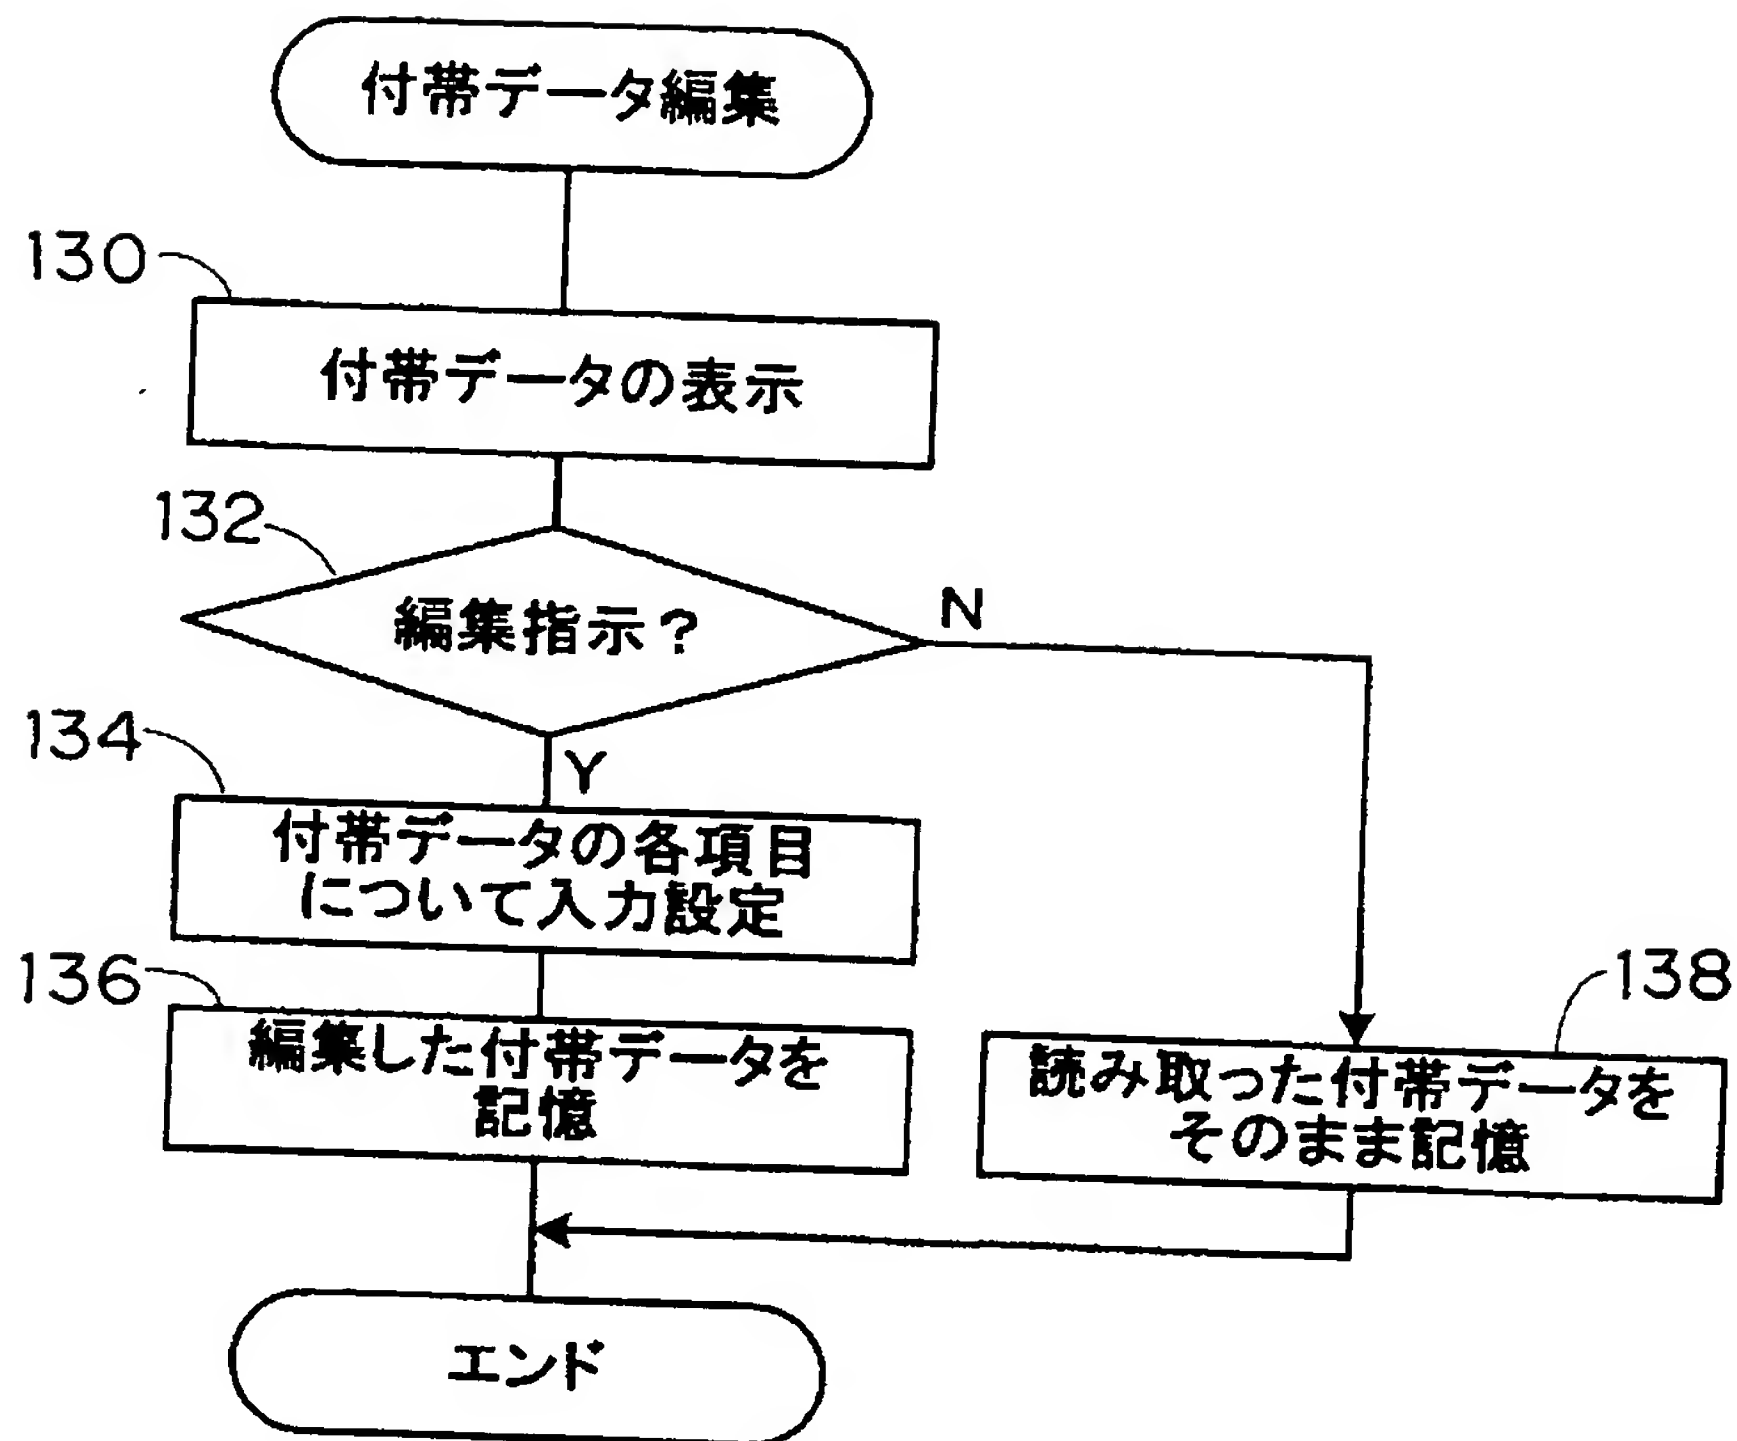 付帯データ編集
130
付帯データの表示
132
編集指示?
N
134
Y
付帯データの各項目
について入力設定
136
編集した付帯データを
記憶
138
読み取った付帯データを
そのまま記憶
エンド